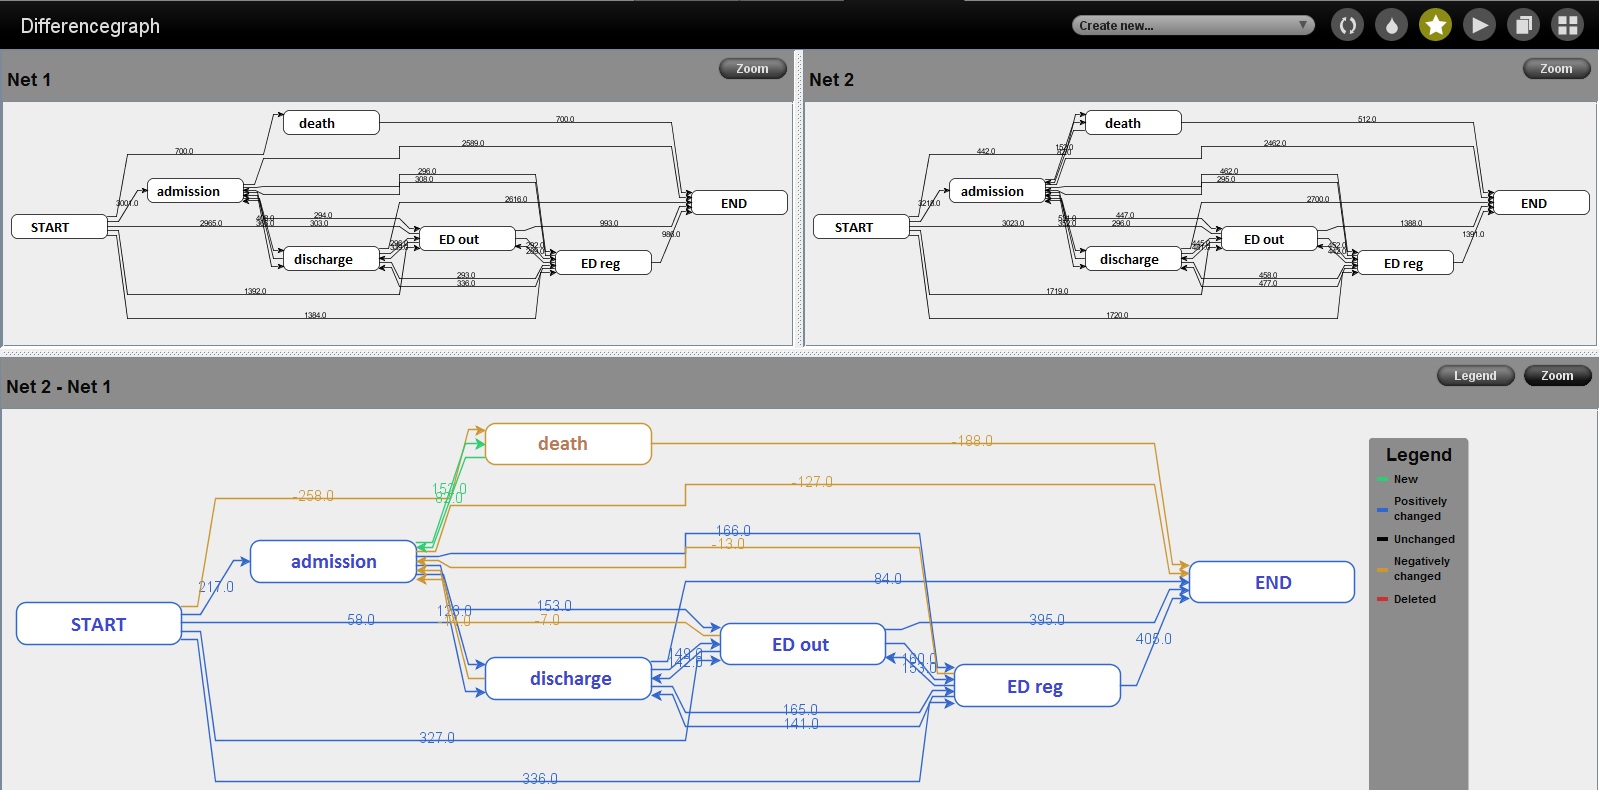 Differencegraph
Create new...
Net 1
Zoom
death
700.0
700.0
2589.0
296.0
308.0
admission
3001.0
2616.0
END
START
2965.0
294.0
303.0
993.0
ED out
986.0
discharge
ED reg
293.0
336.0
1392.0
1384.0
Net 2
Zoom
death
512.0
442.0
2462.0
462.0
295.0
admission
3218.0
2700.0
END
START
3023.0
447.0
296.0
1388.0
ED out
1391.0
discharge
ED reg
458.0
477.0
1719.0
1720.0
Net 2 - Net 1
Legend
Zoom
death
-188.0
-258.0
-127.0
166.0
-13.0
admission
217.0
84.0
END
START
58.0
153.0
-7.0
395.0
ED out
405.0
discharge
ED reg
165.0
141.0
327.0
336.0
Legend
New
Positively
changed
Unchanged
Negatively
changed
Deleted